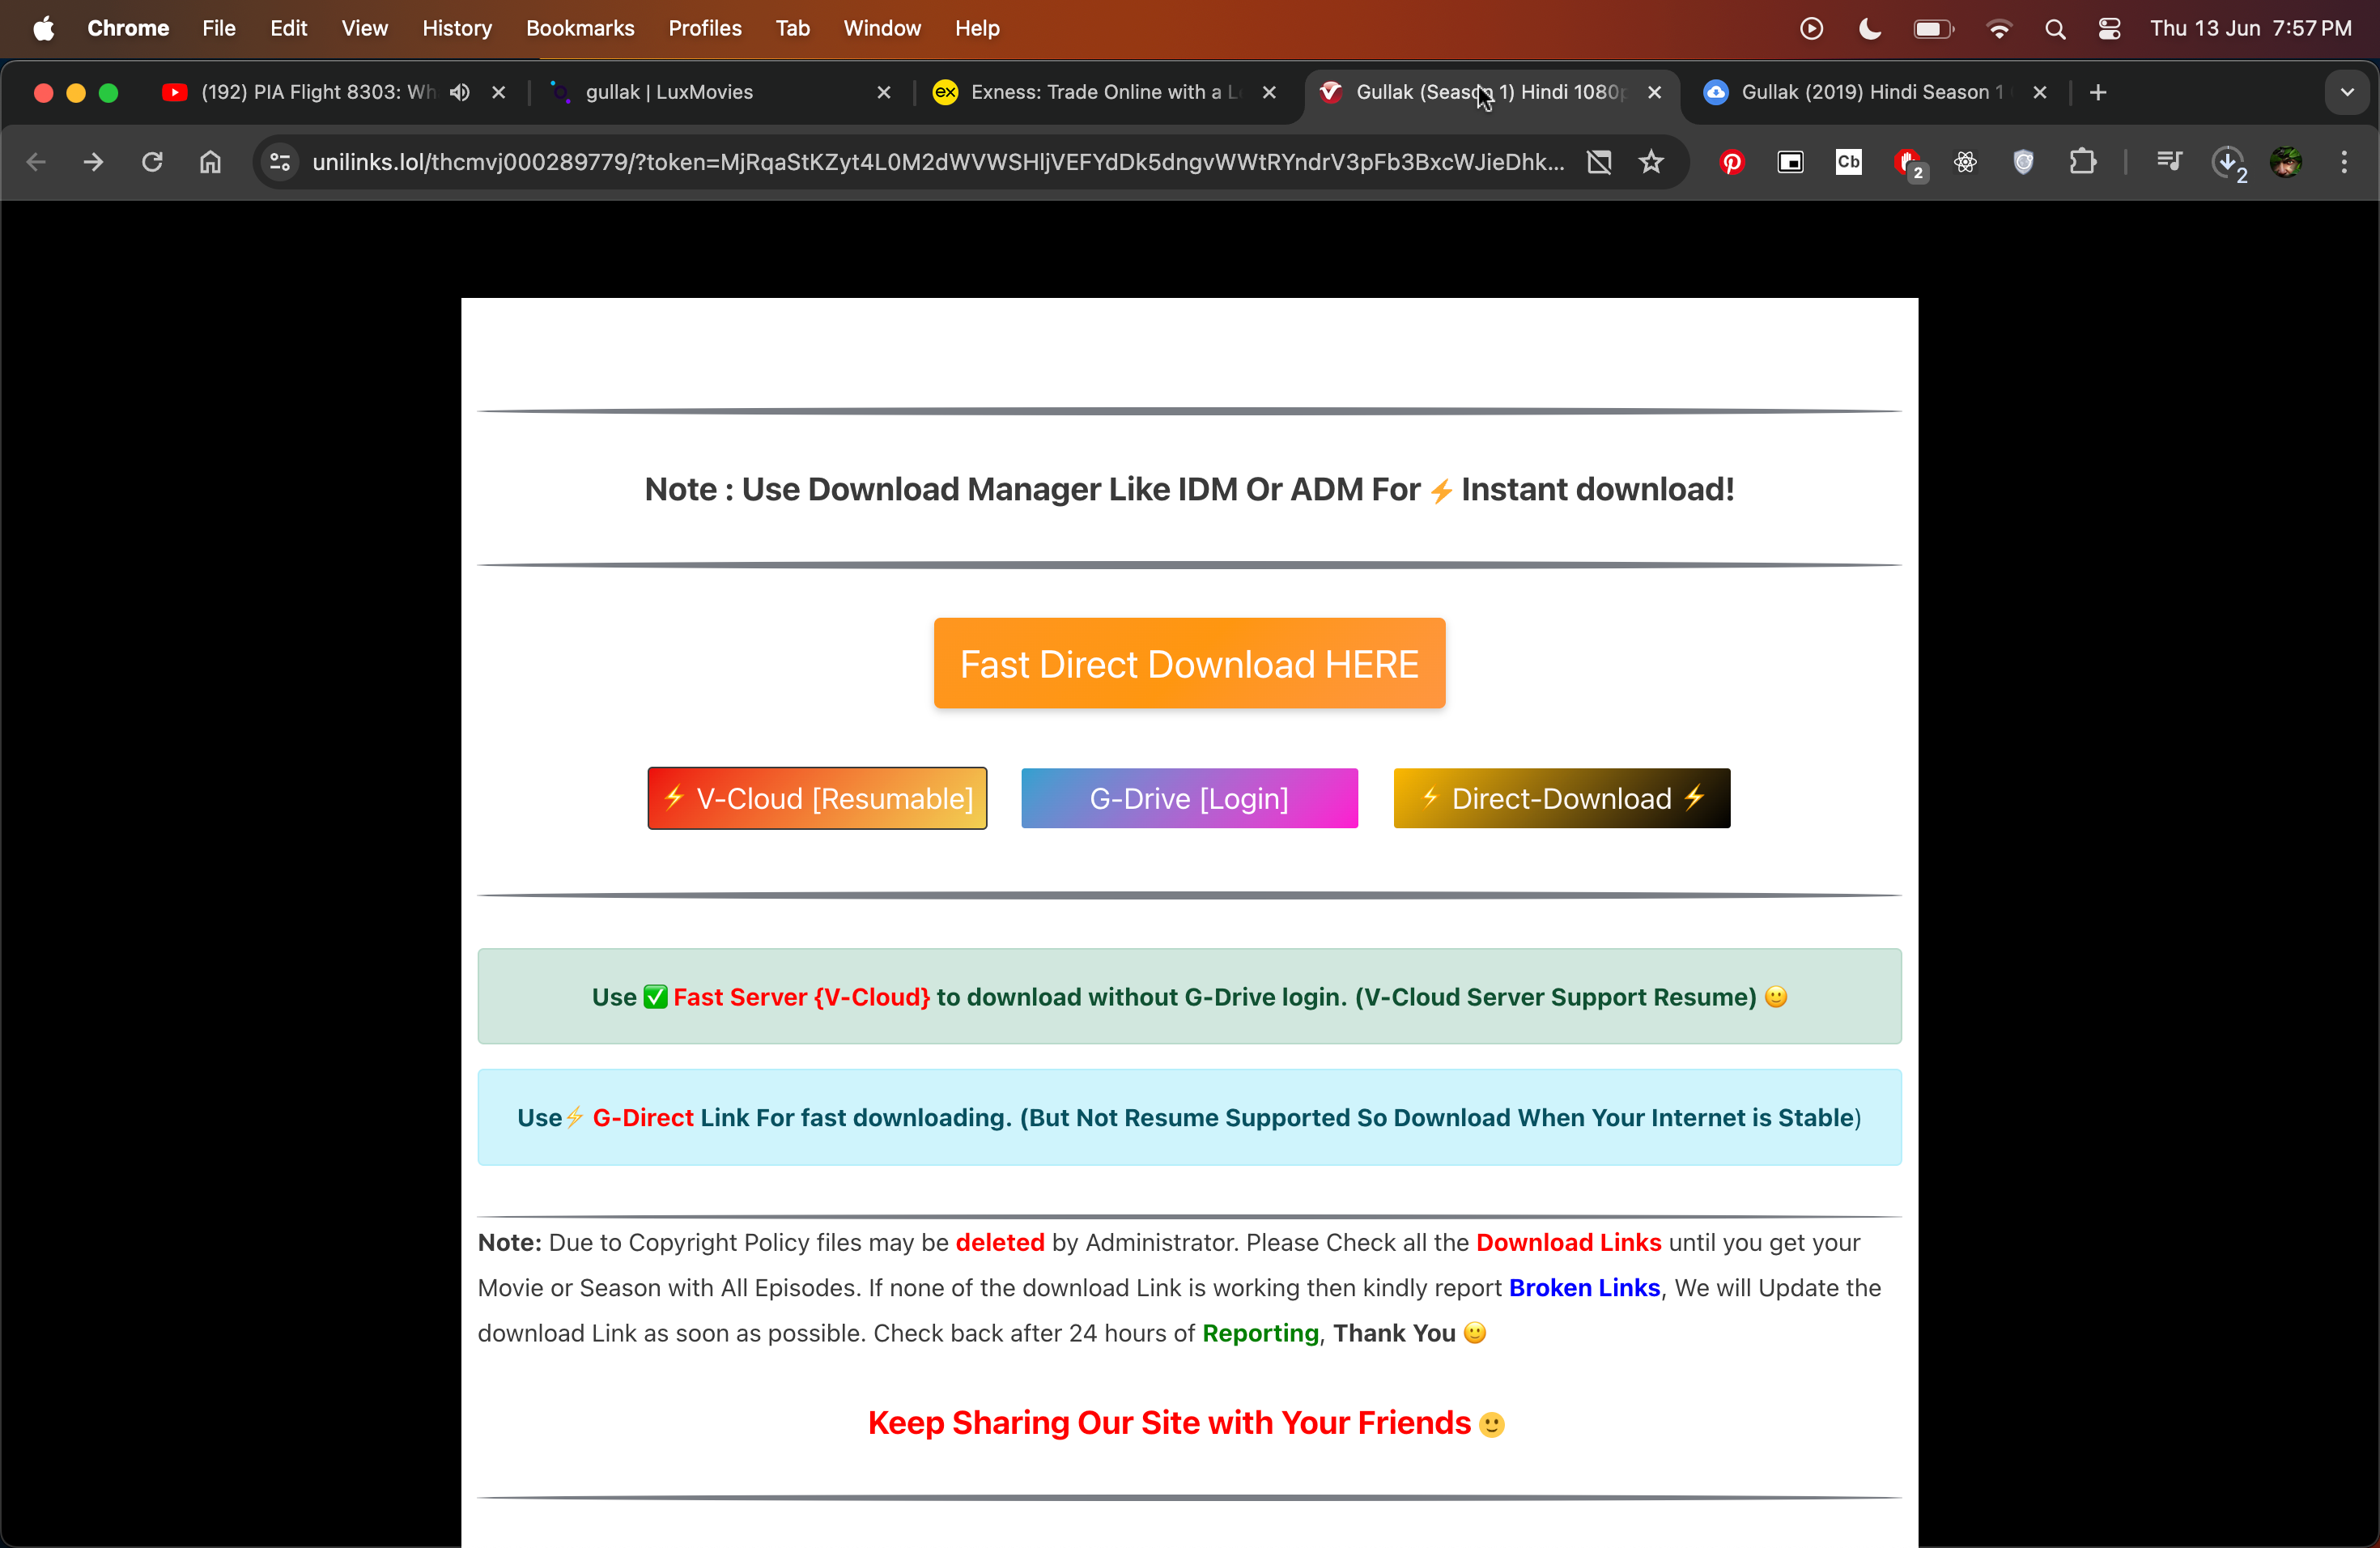 Chrome File Edit View History Bookmarks Profiles Tab Window Help Thu 13 Jun 7:57 PM
(192) PIA Flight 8303: Wh gullak | LuxMovies Exness: Trade Online with a L Gullak (Season 1) Hindi 1080p Gullak (2019) Hindi Season 1
unilinks.lol/thcmvj000289779/?token=MjRqaStKZyt4L0M2dWVWSHljVEFYdDk5dngvWWtRYndrV3pFb3BxcWJieDhk... Cb 2 2
Note : Use Download Manager Like IDM Or ADM For ⚡ Instant download!
Fast Direct Download HERE
⚡ V-Cloud [Resumable] G-Drive [Login] ⚡ Direct-Download ⚡
Use ✅ Fast Server {V-Cloud} to download without G-Drive login. (V-Cloud Server Support Resume) 🙂
Use⚡ G-Direct Link For fast downloading. (But Not Resume Supported So Download When Your Internet is Stable)
Note: Due to Copyright Policy files may be deleted by Administrator. Please Check all the Download Links until you get your
Movie or Season with All Episodes. If none of the download Link is working then kindly report Broken Links, We will Update the
download Link as soon as possible. Check back after 24 hours of Reporting, Thank You 🙂
Keep Sharing Our Site with Your Friends 🙂